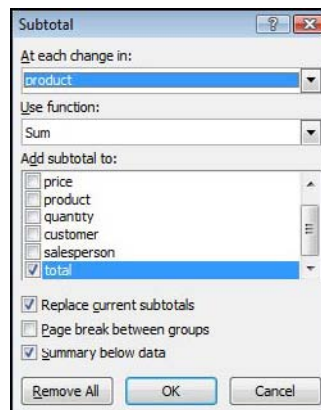 Subtotal
At each change in:
product
Use function:
Sum
Add subtotal to:
price
product
quantity
customer
salesperson
total
Replace current subtotals
Page break between groups
Summary below data
Remove All OK Cancel